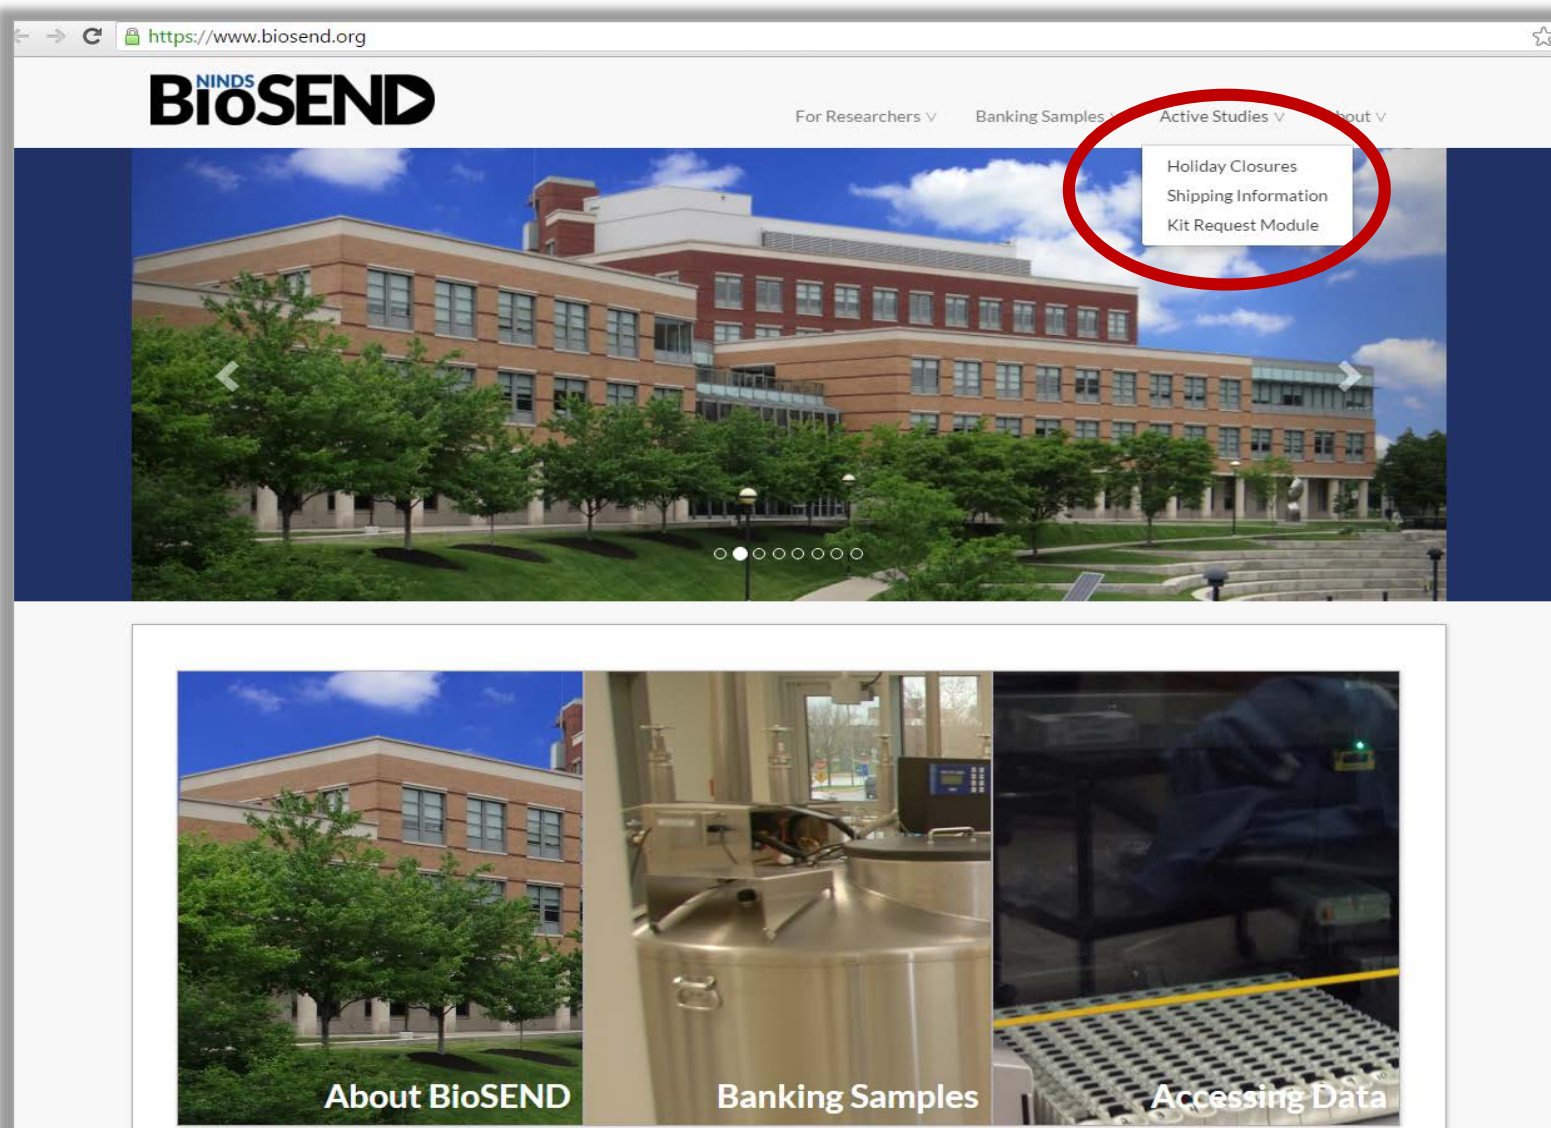 https://www.biosend.org
NINDS
BioSEND
For Researchers ∨ Banking Samples ∨ Active Studies ∨ About ∨
Holiday Closures
Shipping Information
Kit Request Module
About BioSEND
Banking Samples
Accessing Data